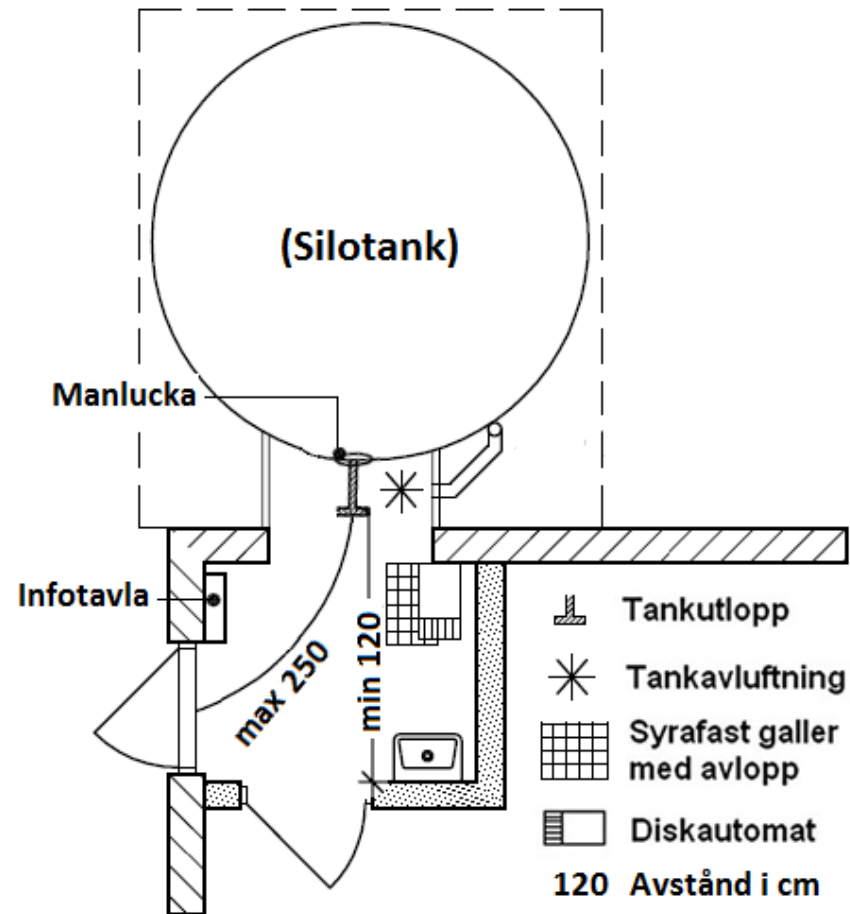 (Silotank)
Manlucka
Infotavla
max 250
min 120
Tankutlopp
Tankavluftning
Syrafast galler
med avlopp
Diskautomat
120 Avstånd i cm